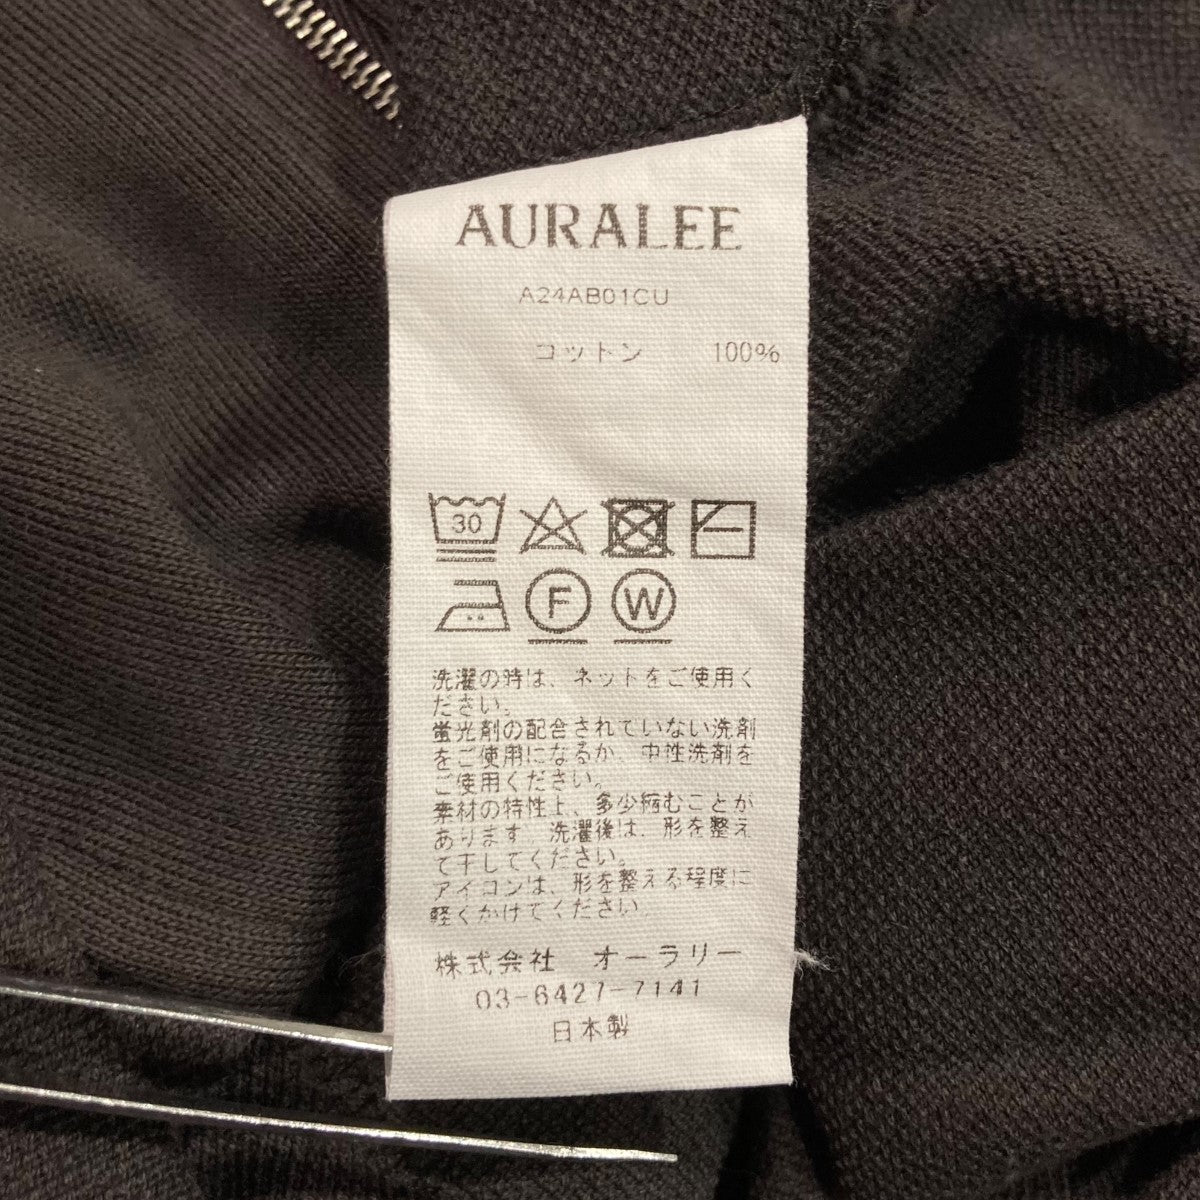 AURALEE
A24AB01CU
コットン 100%
30
F W
洗濯の時は、ネットをご使用く
ださい。
蛍光剤の配合されていない洗剤
をご使用になるか、中性洗剤を
ご使用ください。
素材の特性上、多少縮むことが
あります。洗濯後は、形を整え
て干してください。
アイコンは、形を整える程度に
軽くかけてください。
株式会社 オーラリー
03-6427-7141
日本製